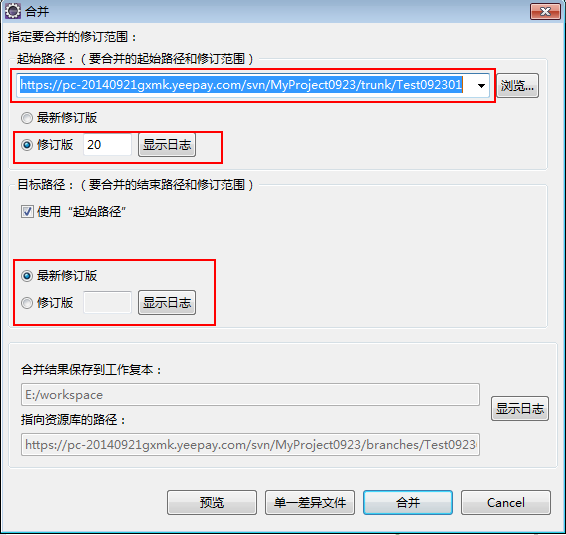 合并
指定要合并的修订范围：
起始路径：（要合并的起始路径和修订范围）
https://pc-20140921gxmk.yeepay.com/svn/MyProject0923/trunk/Test092301
浏览...
最新修订版
修订版 20 显示日志
目标路径：（要合并的结束路径和修订范围）
使用“起始路径”
最新修订版
修订版 显示日志
合并结果保存到工作复本：
E:/workspace
显示日志
指向资源库的路径：
https://pc-20140921gxmk.yeepay.com/svn/MyProject0923/branches/Test0923
预览 单一差异文件 合并 Cancel